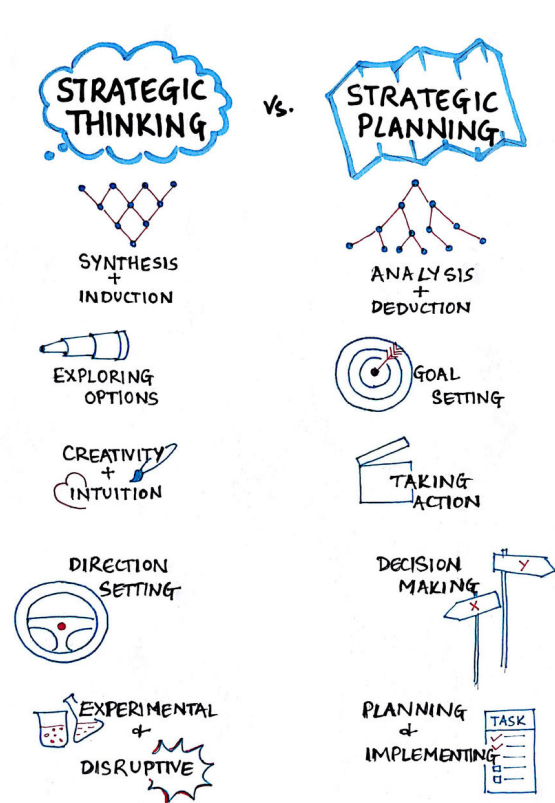 STRATEGIC
THINKING
VS.
STRATEGIC
PLANNING
SYNTHESIS
+
INDUCTION
ANALYSIS
+
DEDUCTION
EXPLORING
OPTIONS
GOAL
SETTING
CREATIVITY
+
INTUITION
TAKING
ACTION
DIRECTION
SETTING
DECISION
MAKING
Y
X
EXPERIMENTAL
&
DISRUPTIVE
PLANNING
&
IMPLEMENTING
TASK